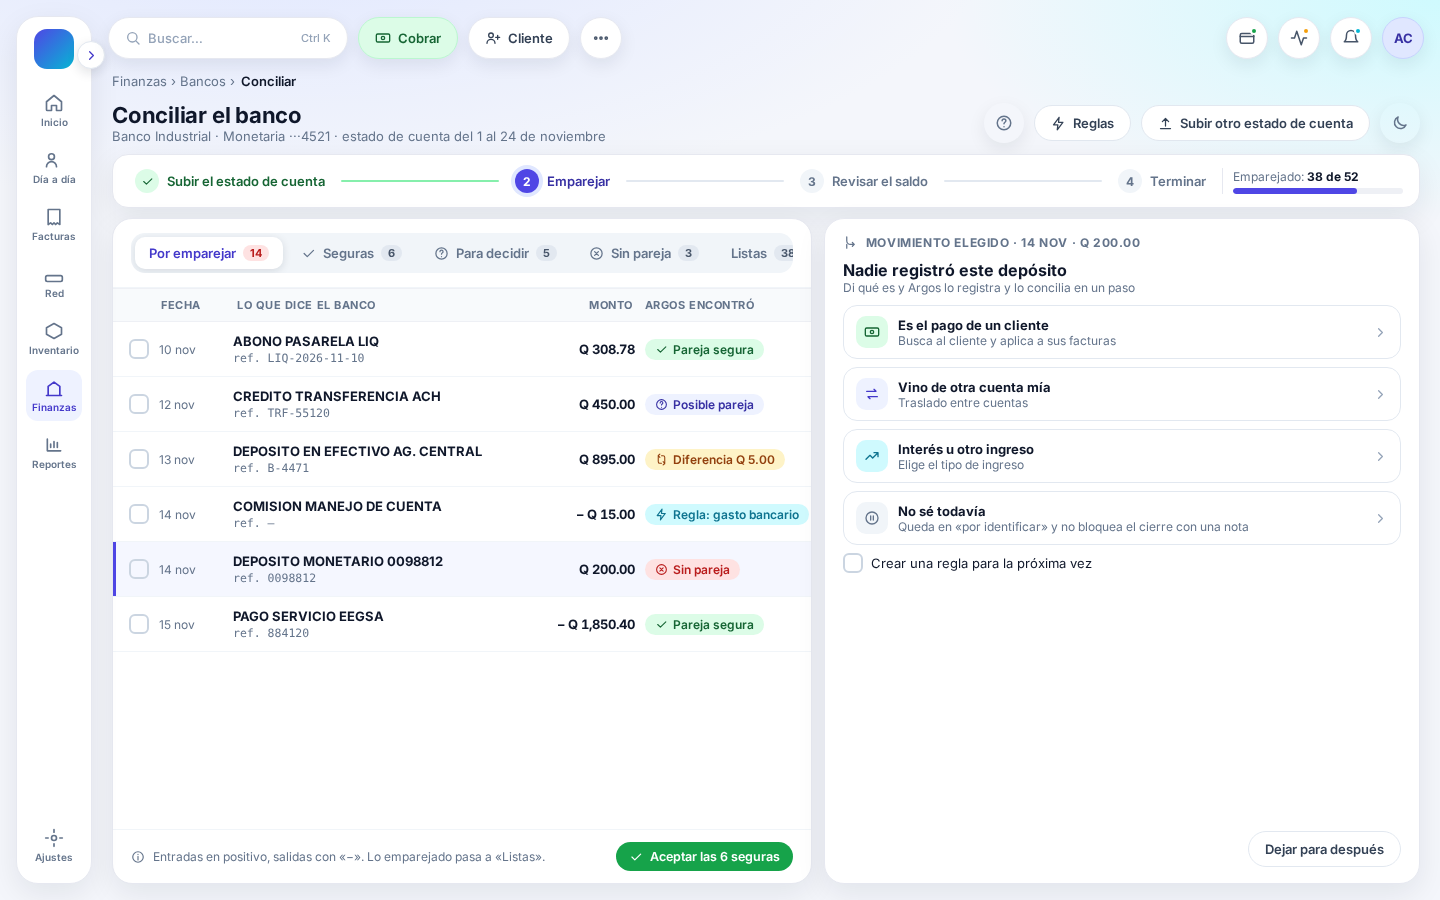 Buscar...
Ctrl K
Cobrar
Cliente
AC
Inicio
Día a día
Facturas
Red
Inventario
Finanzas
Reportes
Ajustes
Finanzas › Bancos › Conciliar
Conciliar el banco
Banco Industrial · Monetaria ···4521 · estado de cuenta del 1 al 24 de noviembre
Reglas
Subir otro estado de cuenta
Subir el estado de cuenta
2 Emparejar
3 Revisar el saldo
4 Terminar
Emparejado: 38 de 52
Por emparejar 14
Seguras 6
Para decidir 5
Sin pareja 3
Listas 38
FECHA LO QUE DICE EL BANCO MONTO ARGOS ENCONTRÓ
10 nov ABONO PASARELA LIQ Q 308.78 Pareja segura
ref. LIQ-2026-11-10
12 nov CREDITO TRANSFERENCIA ACH Q 450.00 Posible pareja
ref. TRF-55120
13 nov DEPOSITO EN EFECTIVO AG. CENTRAL Q 895.00 Diferencia Q 5.00
ref. B-4471
14 nov COMISION MANEJO DE CUENTA – Q 15.00 Regla: gasto bancario
ref. —
14 nov DEPOSITO MONETARIO 0098812 Q 200.00 Sin pareja
ref. 0098812
15 nov PAGO SERVICIO EEGSA – Q 1,850.40 Pareja segura
ref. 884120
Entradas en positivo, salidas con «–». Lo emparejado pasa a «Listas».
Aceptar las 6 seguras
MOVIMIENTO ELEGIDO · 14 NOV · Q 200.00
Nadie registró este depósito
Di qué es y Argos lo registra y lo concilia en un paso
Es el pago de un cliente
Busca al cliente y aplica a sus facturas
Vino de otra cuenta mía
Traslado entre cuentas
Interés u otro ingreso
Elige el tipo de ingreso
No sé todavía
Queda en «por identificar» y no bloquea el cierre con una nota
Crear una regla para la próxima vez
Dejar para después